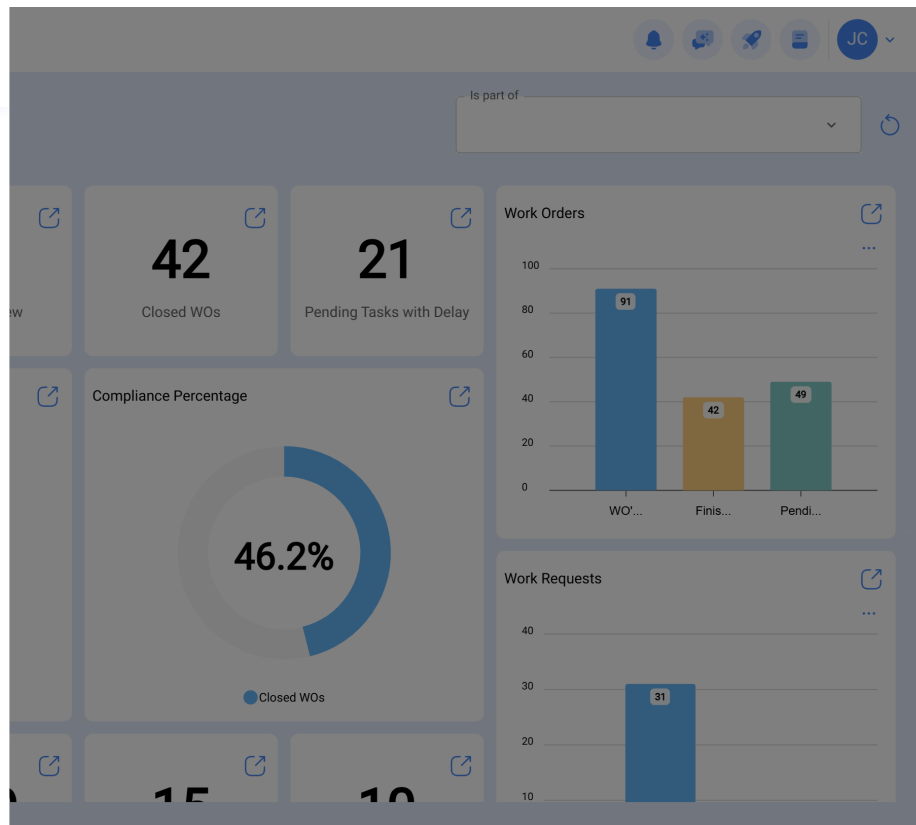 JC
Is part of
42
Closed WOs
21
Pending Tasks with Delay
ew
Work Orders
...
100
80
60
40
20
0
91
42
49
WO'...
Finis...
Pendi...
Compliance Percentage
46.2%
Closed WOs
Work Requests
...
40
30
20
10
31
15